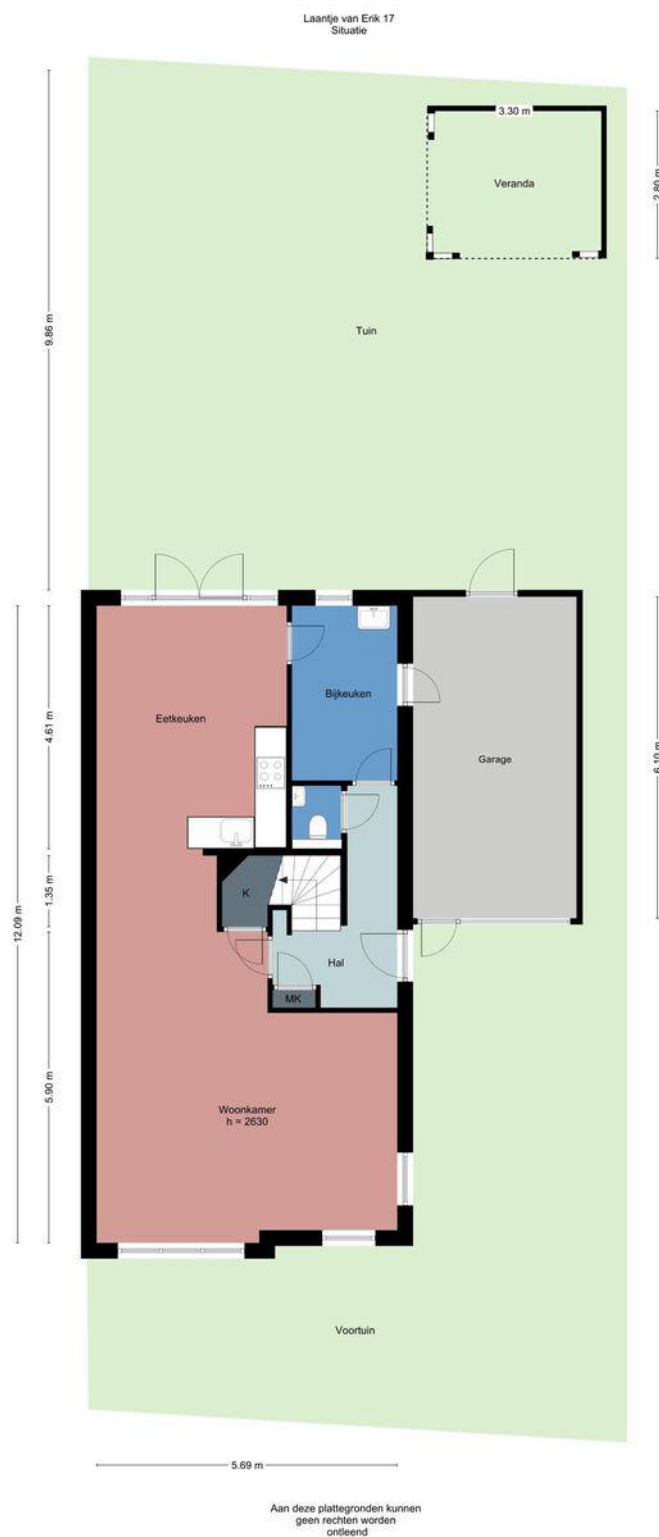 Laantje van Erik 17
Situatie
3.30 m
Veranda
2.80 m
9.86 m
Tuin
Eetkeuken
Bijkeuken
4.61 m
Garage
6.10 m
K
1.35 m
12.09 m
Hal
MK
5.90 m
Woonkamer
h = 2630
Voortuin
5.69 m
Aan deze plattegronden kunnen
geen rechten worden
ontleend